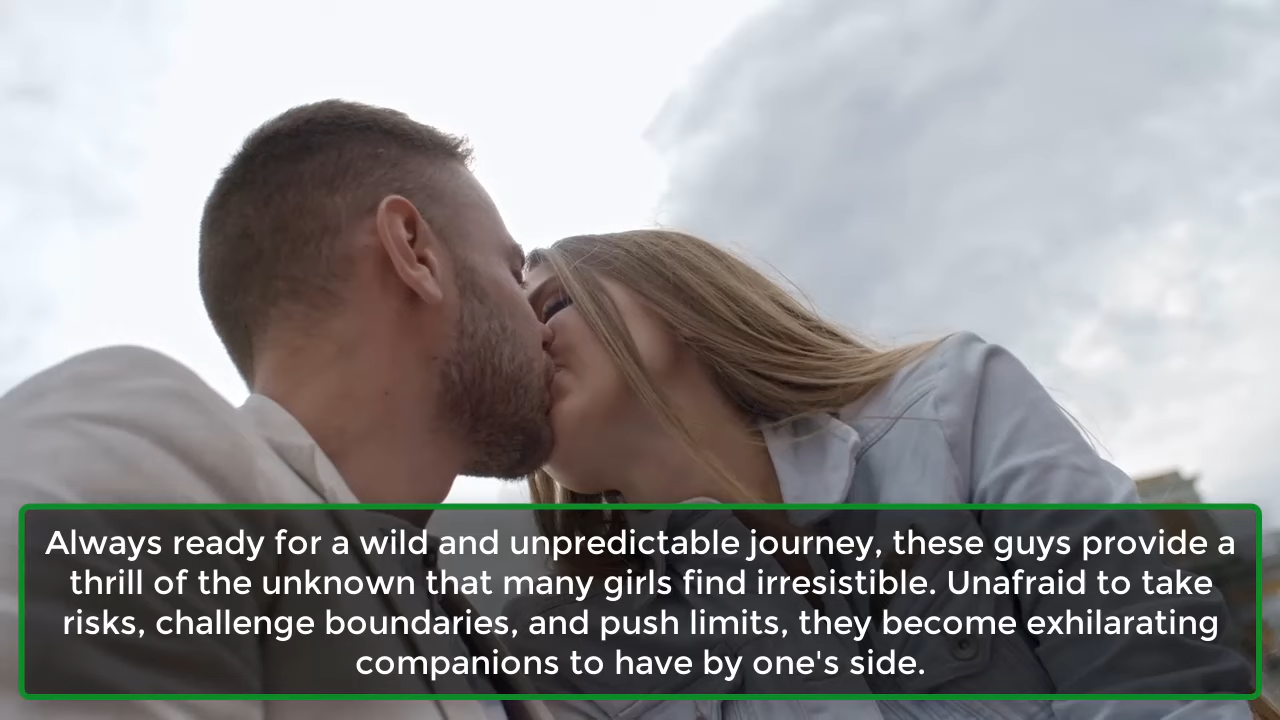 Always ready for a wild and unpredictable journey, these guys provide a
thrill of the unknown that many girls find irresistible. Unafraid to take
risks, challenge boundaries, and push limits, they become exhilarating
companions to have by one's side.